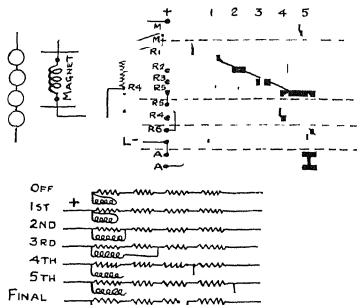 + 1 2 3 4 5
M
M
R1
R2
R3
R4 R5
R5
R4
R6
L-
A
A
MAGNET
OFF
1ST +
2ND
3RD
4TH
5TH
FINAL